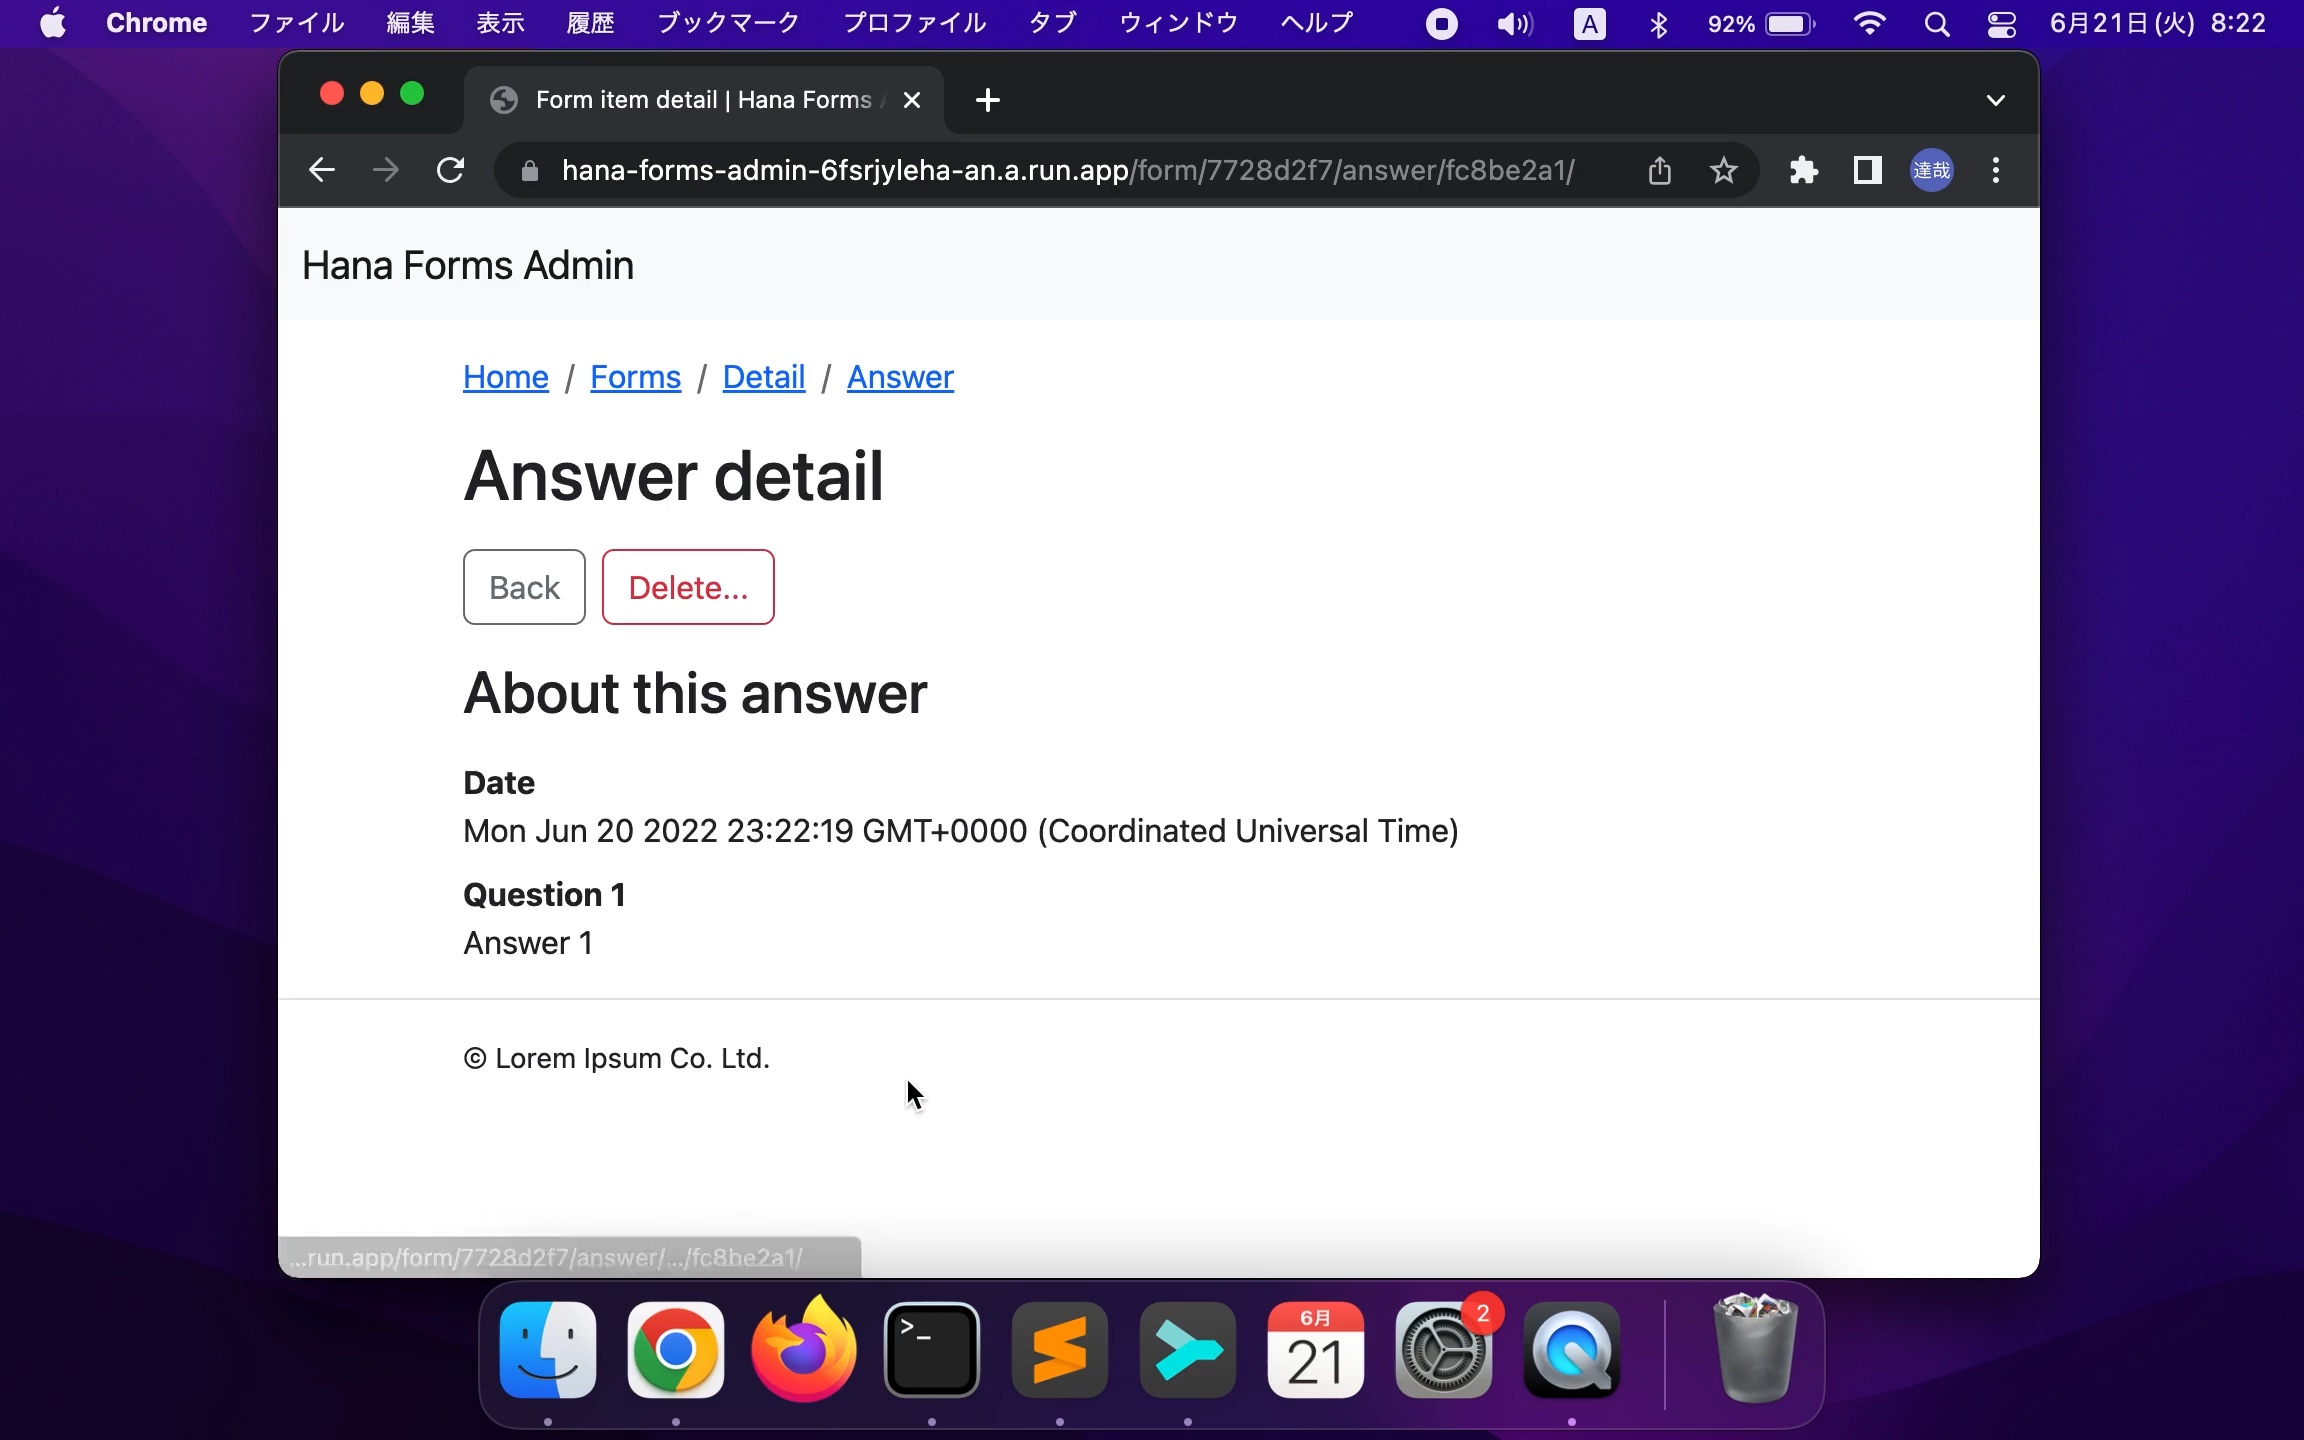 Chrome ファイル 編集 表示 履歴 ブックマーク プロファイル タブ ウィンドウ ヘルプ A 92% 6月21日(火) 8:22
Form item detail | Hana Forms
hana-forms-admin-6fsrjyleha-an.a.run.app/form/7728d2f7/answer/fc8be2a1/ 達哉
Hana Forms Admin
Home / Forms / Detail / Answer
Answer detail
Back Delete...
About this answer
Date
Mon Jun 20 2022 23:22:19 GMT+0000 (Coordinated Universal Time)
Question 1
Answer 1
© Lorem Ipsum Co. Ltd.
...run.app/form/7728d2f7/answer/.../fc8be2a1/
>_
6月
21
2